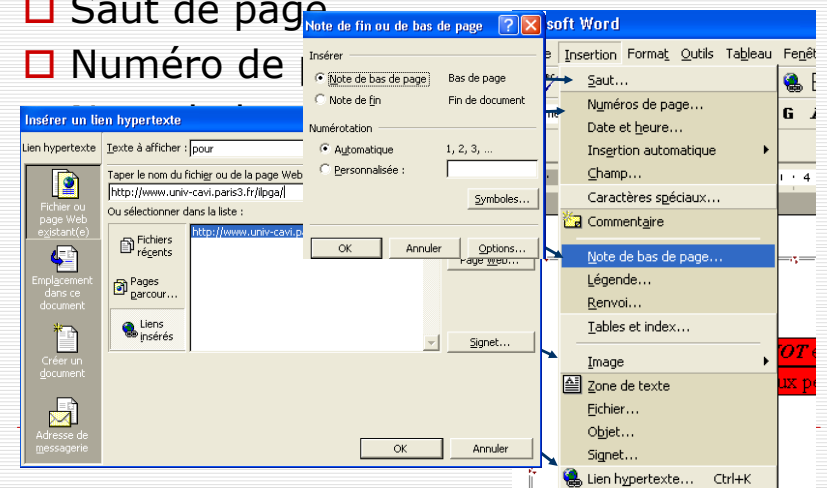 Saut de page
Numéro de
Note de fin ou de bas de page
Insérer
Note de bas de page Bas de page
Note de fin Fin de document
Numérotation
Automatique 1, 2, 3, ...
Personnalisée :
Symboles...
OK Annuler Options...
Insérer un lien hypertexte
Lien hypertexte Texte à afficher : pour
Taper le nom du fichier ou de la page Web
http://www.univ-cavi.paris3.fr/ilpga/
Ou sélectionner dans la liste :
http://www.univ-cavi.p
Fichier ou
page Web
existant(e)
Emplacement
dans ce
document
Créer un
document
Adresse de
messagerie
Fichiers
récents
Pages
parcour...
Liens
insérés
Page Web...
Signet...
OK Annuler
soft Word
Insertion Format Outils Tableau Fenêt
Saut...
Numéros de page...
Date et heure...
Insertion automatique
Champ...
Caractères spéciaux...
Commentaire
Note de bas de page...
Légende...
Renvoi...
Tables et index...
Image
Zone de texte
Fichier...
Objet...
Signet...
Lien hypertexte... Ctrl+K
G
4
OT
ux p